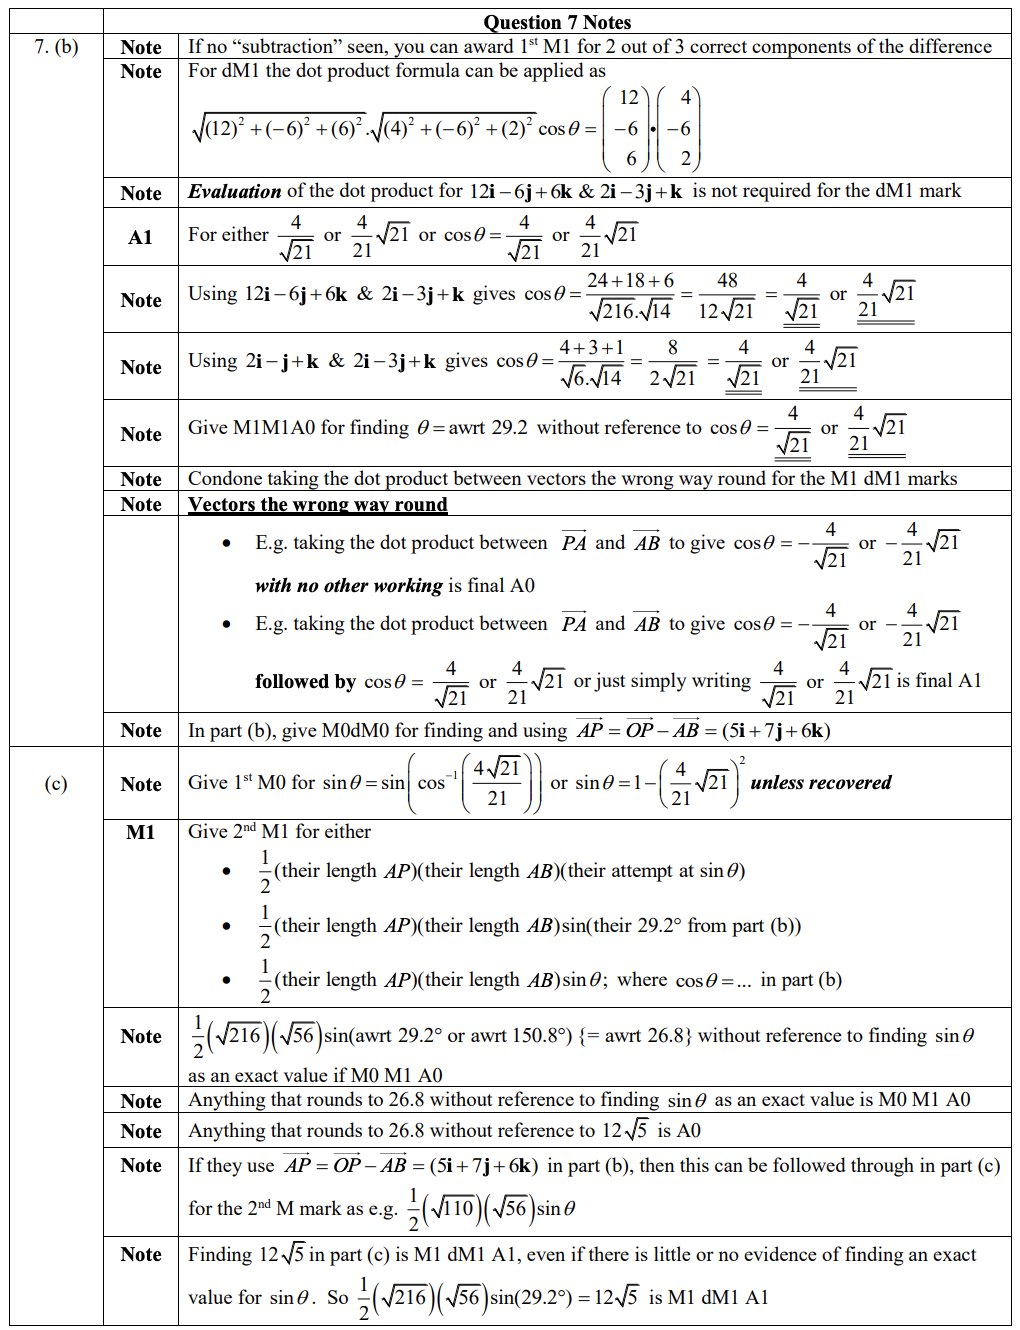 Question 7 Notes
7. (b) Note If no “subtraction” seen, you can award 1st M1 for 2 out of 3 correct components of the difference
Note For dM1 the dot product formula can be applied as
√((12)² + (−6)² + (6)²) . √((4)² + (−6)² + (2)²) cos θ = (12 −6 6) • (4 −6 2)
Note Evaluation of the dot product for 12i − 6j + 6k & 2i − 3j + k is not required for the dM1 mark
A1 For either 4/√21 or 4/21 √21 or cos θ = 4/√21 or 4/21 √21
Note Using 12i − 6j + 6k & 2i − 3j + k gives cos θ = (24 + 18 + 6)/(√216 . √14) = 48/(12√21) = 4/√21 or 4/21 √21
Note Using 2i − j + k & 2i − 3j + k gives cos θ = (4 + 3 + 1)/(√6 . √14) = 8/(2√21) = 4/√21 or 4/21 √21
Note Give M1M1A0 for finding θ = awrt 29.2 without reference to cos θ = 4/√21 or 4/21 √21
Note Condone taking the dot product between vectors the wrong way round for the M1 dM1 marks
Note Vectors the wrong way round
• E.g. taking the dot product between PA→ and AB→ to give cos θ = −4/√21 or −4/21 √21
with no other working is final A0
• E.g. taking the dot product between PA→ and AB→ to give cos θ = −4/√21 or −4/21 √21
followed by cos θ = 4/√21 or 4/21 √21 or just simply writing 4/√21 or 4/21 √21 is final A1
Note In part (b), give M0dM0 for finding and using AP→ = OP→ − AB→ = (5i + 7j + 6k)
(c) Note Give 1st M0 for sin θ = sin(cos⁻¹(4√21/21)) or sin θ = 1 − (4/21 √21)² unless recovered
M1 Give 2nd M1 for either
• 1/2 (their length AP)(their length AB)(their attempt at sin θ)
• 1/2 (their length AP)(their length AB) sin(their 29.2° from part (b))
• 1/2 (their length AP)(their length AB) sin θ; where cos θ = ... in part (b)
Note 1/2 (√216)(√56) sin(awrt 29.2° or awrt 150.8°) {= awrt 26.8} without reference to finding sin θ
as an exact value if M0 M1 A0
Note Anything that rounds to 26.8 without reference to finding sin θ as an exact value is M0 M1 A0
Note Anything that rounds to 26.8 without reference to 12√5 is A0
Note If they use AP→ = OP→ − AB→ = (5i + 7j + 6k) in part (b), then this can be followed through in part (c)
for the 2nd M mark as e.g. 1/2 (√110)(√56) sin θ
Note Finding 12√5 in part (c) is M1 dM1 A1, even if there is little or no evidence of finding an exact
value for sin θ. So 1/2 (√216)(√56) sin(29.2°) = 12√5 is M1 dM1 A1